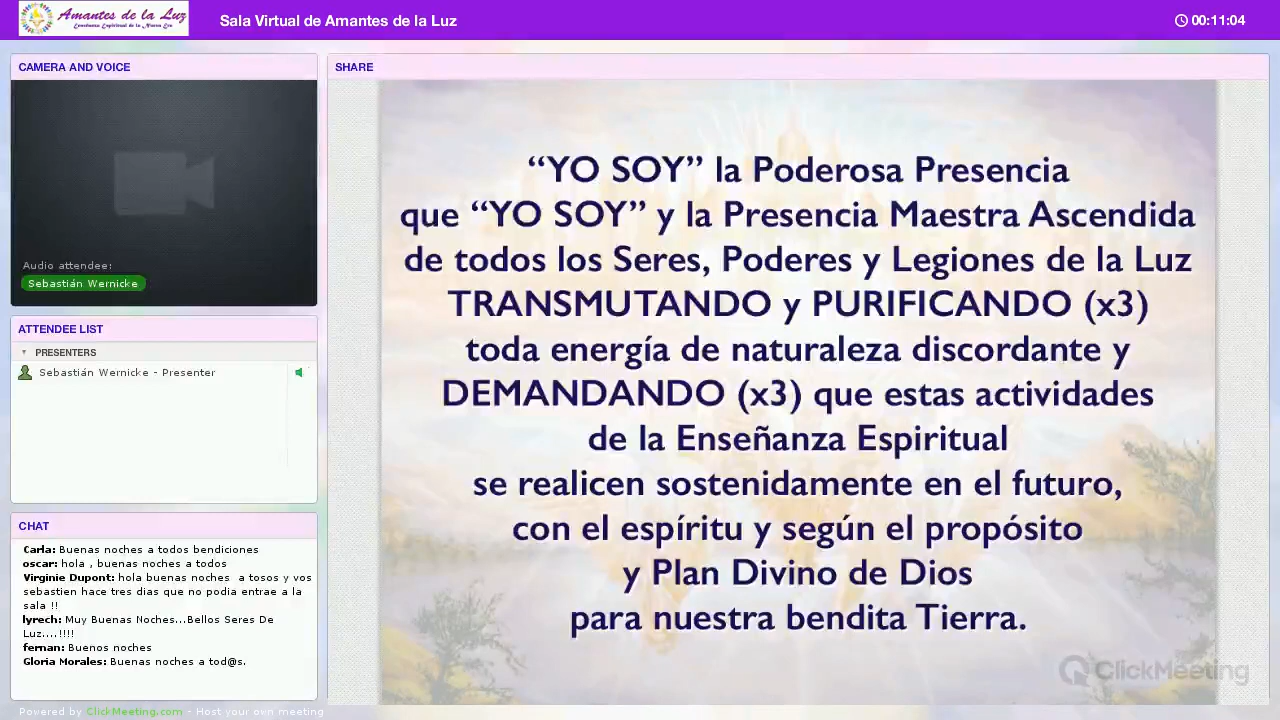 Amantes de la Luz
Enseñanza Espiritual de la Nueva Era
Sala Virtual de Amantes de la Luz
00:11:04
CAMERA AND VOICE
Audio attendee:
Sebastián Wernicke
ATTENDEE LIST
PRESENTERS
Sebastián Wernicke - Presenter
CHAT
Carla: Buenas noches a todos bendiciones
oscar: hola , buenas noches a todos
Virginie Dupont: hola buenas noches a tosos y vos
sebastien hace tres dias que no podia entrae a la
sala !!
lyrech: Muy Buenas Noches...Bellos Seres De
Luz....!!!!
fernan: Buenos noches
Gloria Morales: Buenas noches a tod@s.
Powered by ClickMeeting.com - Host your own meeting
SHARE
“YO SOY” la Poderosa Presencia
que “YO SOY” y la Presencia Maestra Ascendida
de todos los Seres, Poderes y Legiones de la Luz
TRANSMUTANDO y PURIFICANDO (x3)
toda energía de naturaleza discordante y
DEMANDANDO (x3) que estas actividades
de la Enseñanza Espiritual
se realicen sostenidamente en el futuro,
con el espíritu y según el propósito
y Plan Divino de Dios
para nuestra bendita Tierra.
ClickMeeting